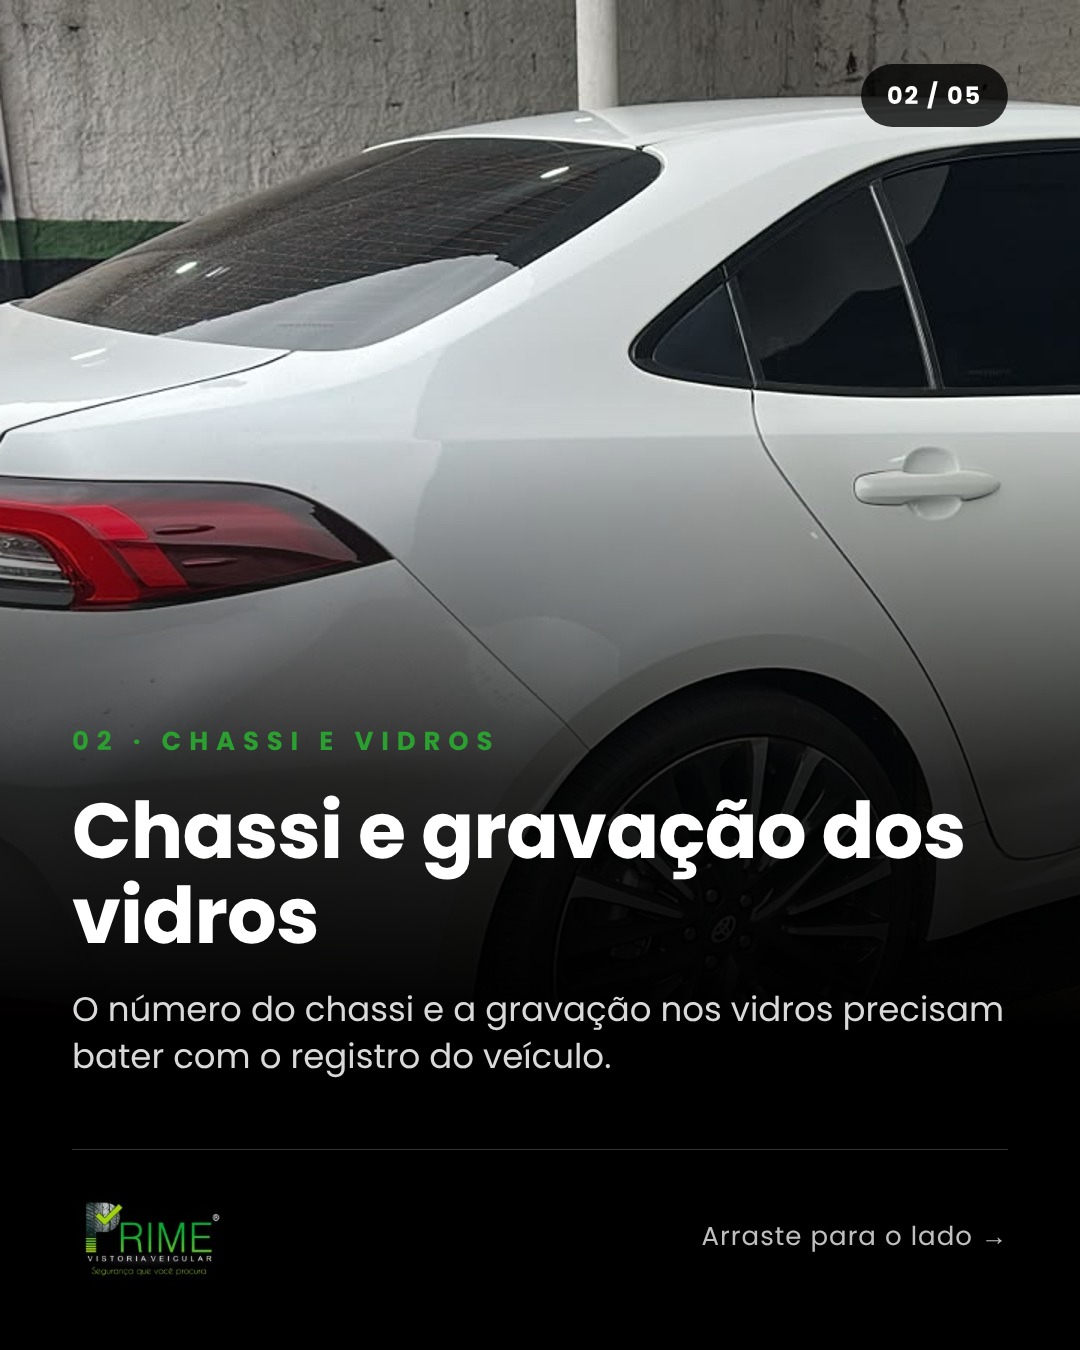 02 / 05
02 · CHASSI E VIDROS
Chassi e gravação dos
vidros
O número do chassi e a gravação nos vidros precisam
bater com o registro do veículo.
PRIME®
VISTORIA VEICULAR
Segurança que você procura
Arraste para o lado →